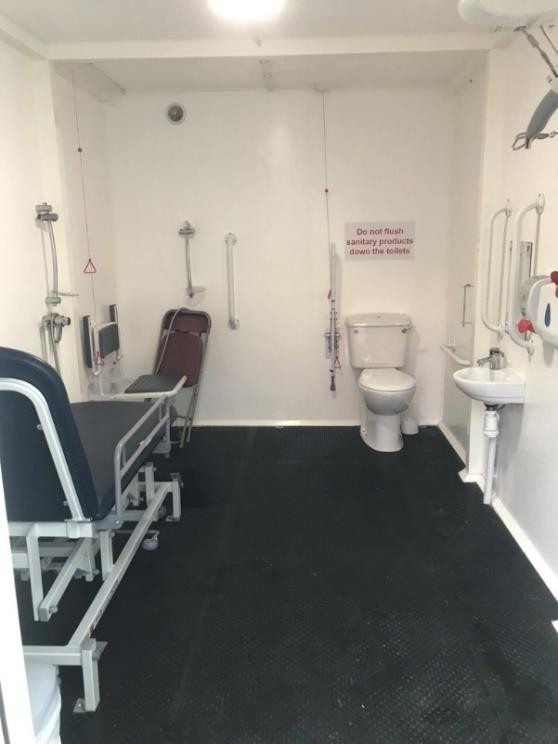 Do not flush
sanitary products
down the toilets